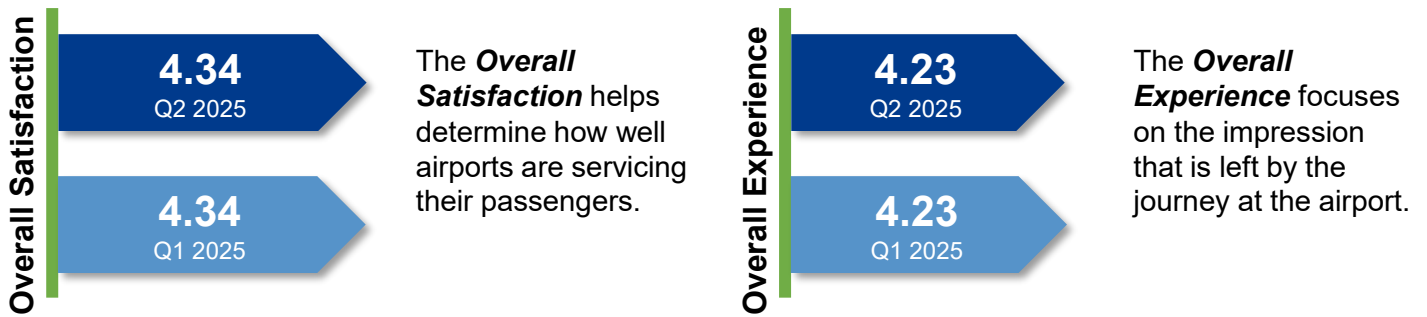 Overall Satisfaction
4.34
Q2 2025
4.34
Q1 2025
The Overall
Satisfaction helps
determine how well
airports are servicing
their passengers.
Overall Experience
4.23
Q2 2025
4.23
Q1 2025
The Overall
Experience focuses
on the impression
that is left by the
journey at the airport.